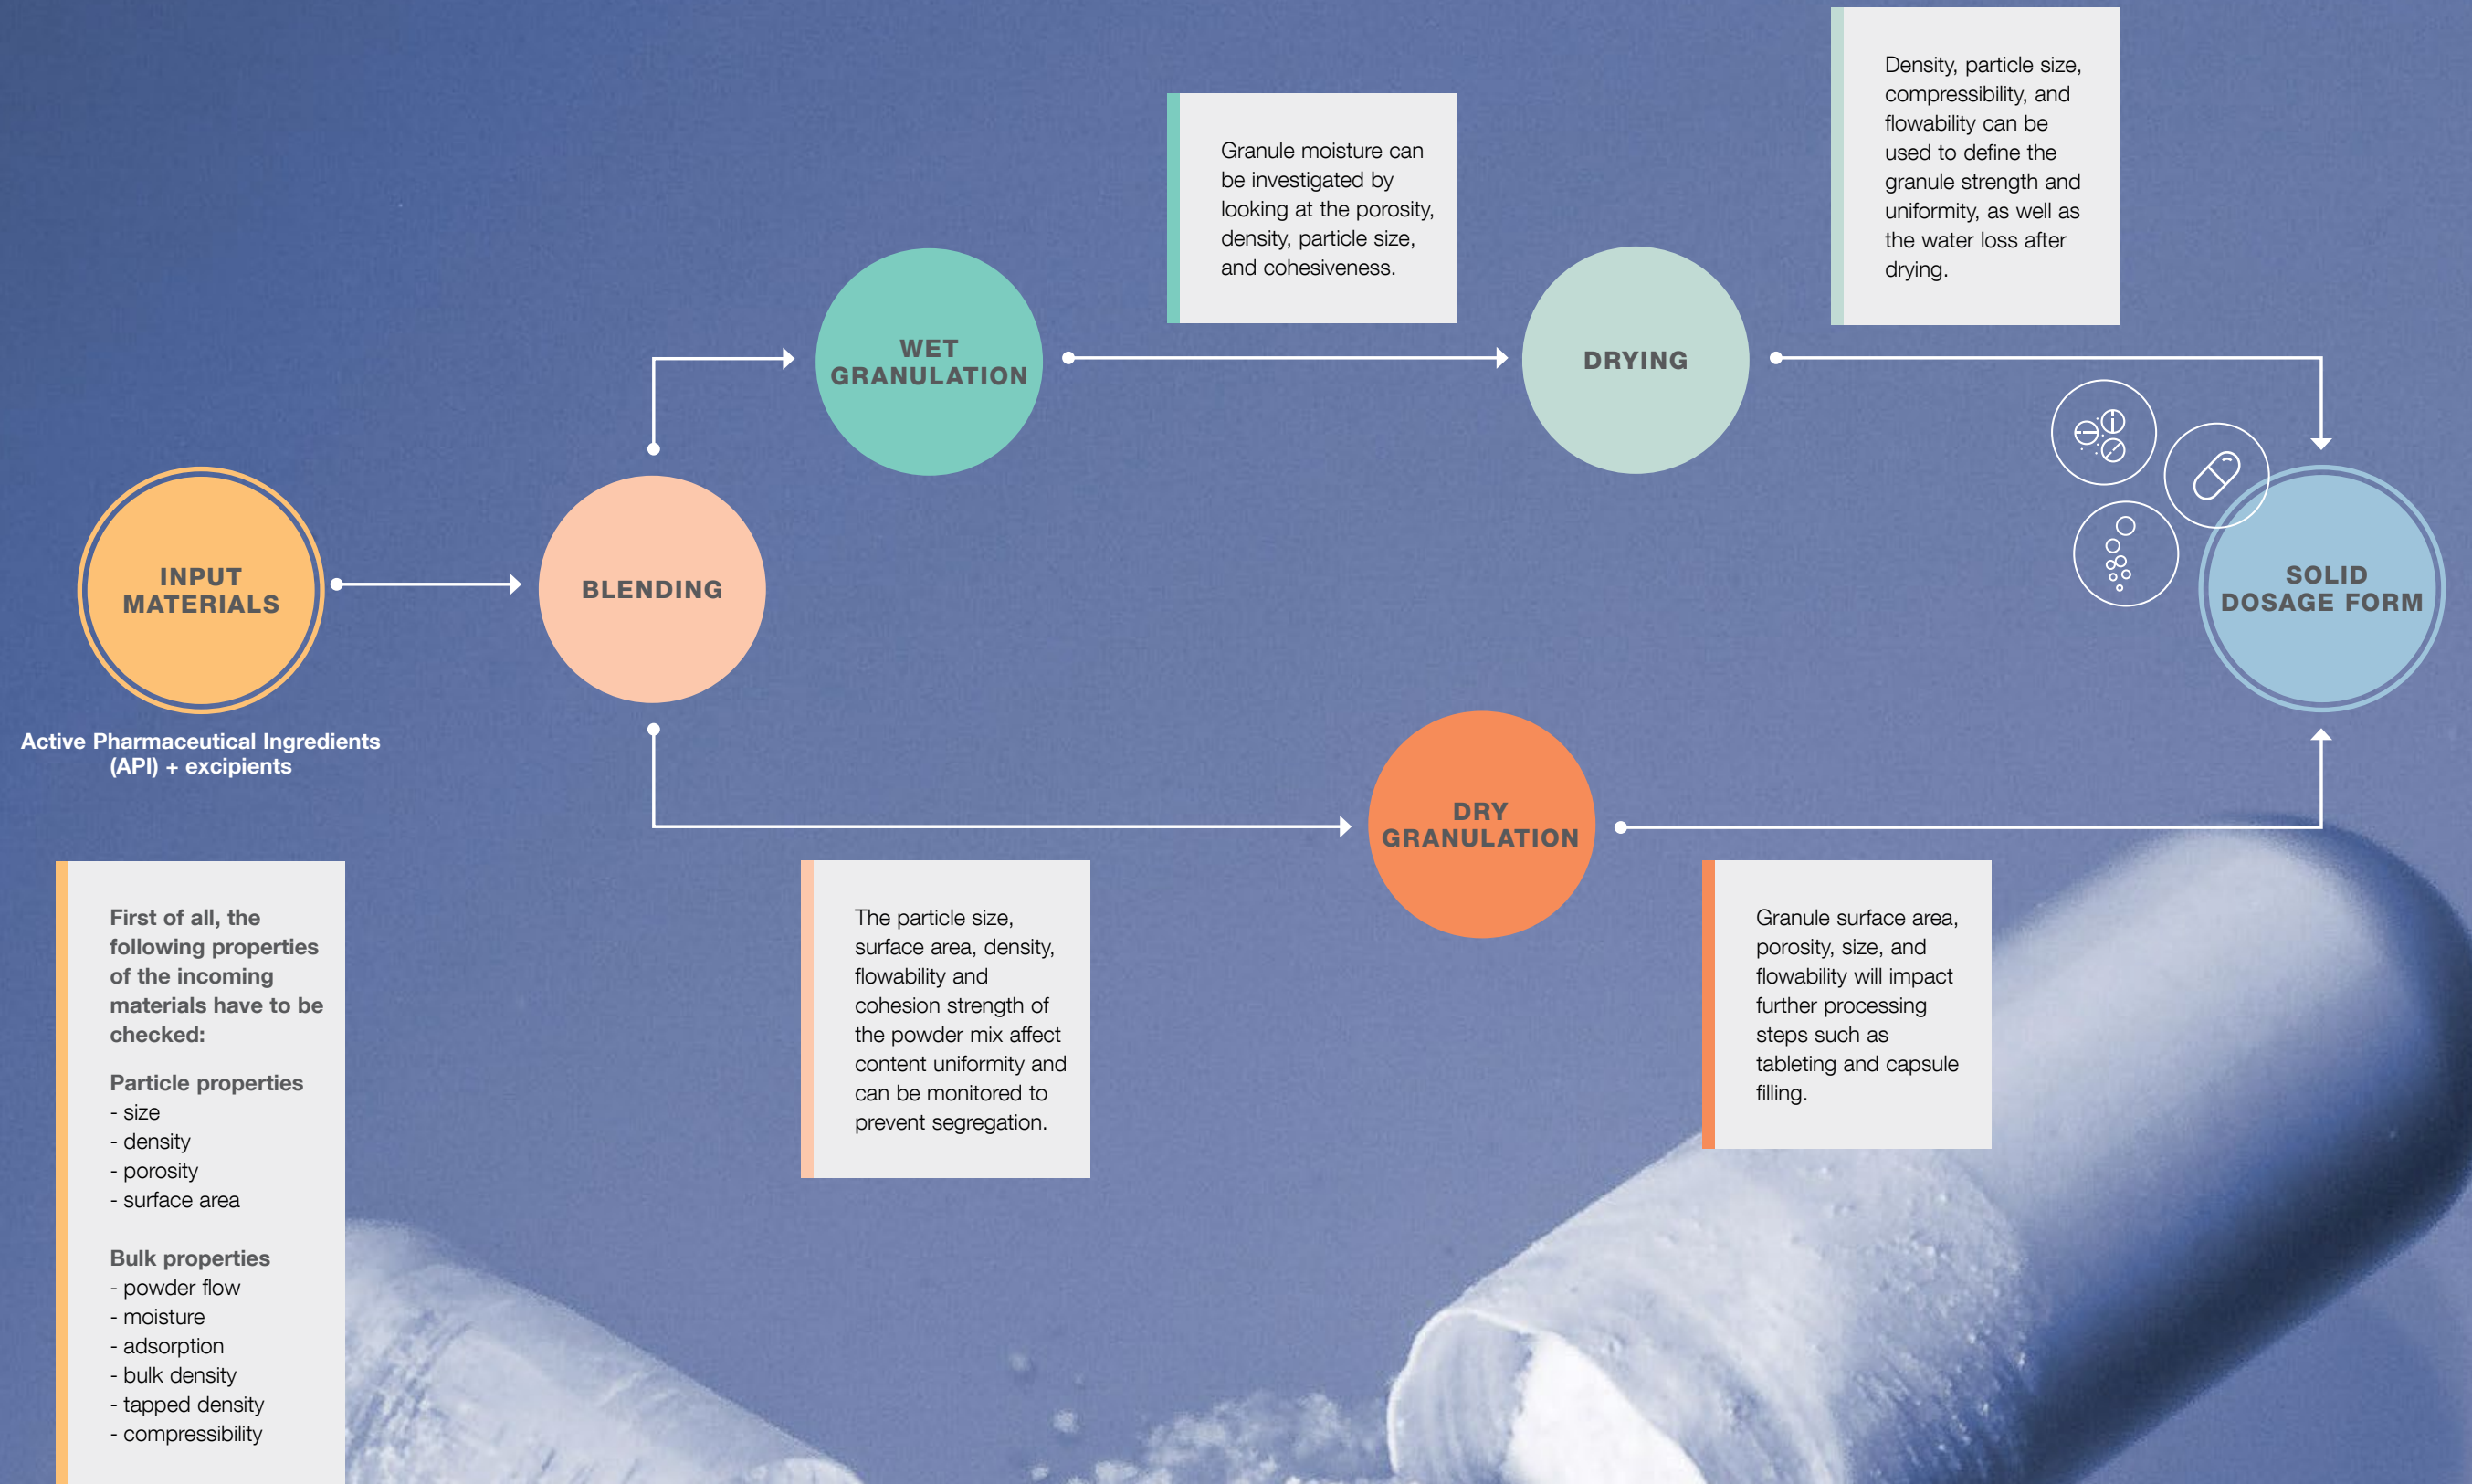 INPUT
MATERIALS
Active Pharmaceutical Ingredients
(API) + excipients
First of all, the
following properties
of the incoming
materials have to be
checked:
Particle properties
- size
- density
- porosity
- surface area
Bulk properties
- powder flow
- moisture
- adsorption
- bulk density
- tapped density
- compressibility
BLENDING
The particle size,
surface area, density,
flowability and
cohesion strength of
the powder mix affect
content uniformity and
can be monitored to
prevent segregation.
WET
GRANULATION
Granule moisture can
be investigated by
looking at the porosity,
density, particle size,
and cohesiveness.
DRYING
Density, particle size,
compressibility, and
flowability can be
used to define the
granule strength and
uniformity, as well as
the water loss after
drying.
DRY
GRANULATION
Granule surface area,
porosity, size, and
flowability will impact
further processing
steps such as
tableting and capsule
filling.
SOLID
DOSAGE FORM